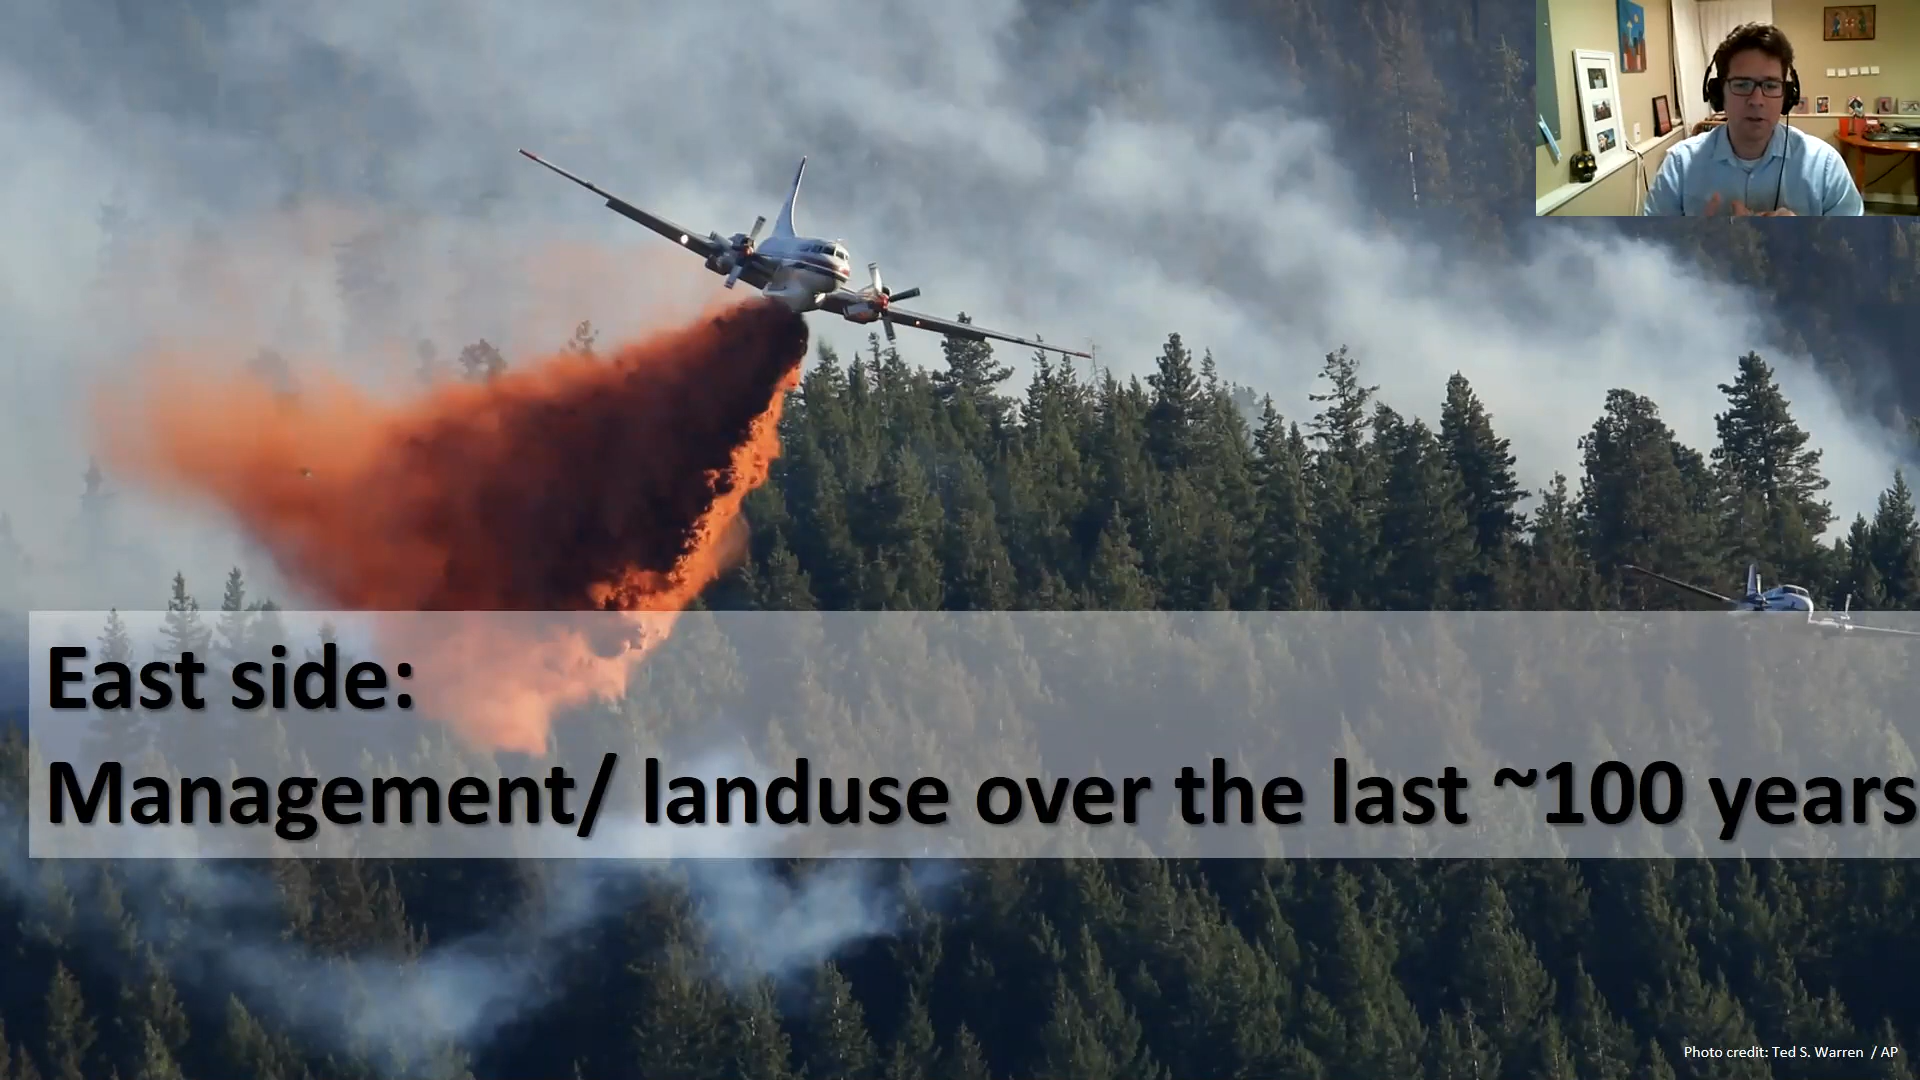 East side:
Management/ landuse over the last ~100 years
Photo credit: Ted S. Warren / AP